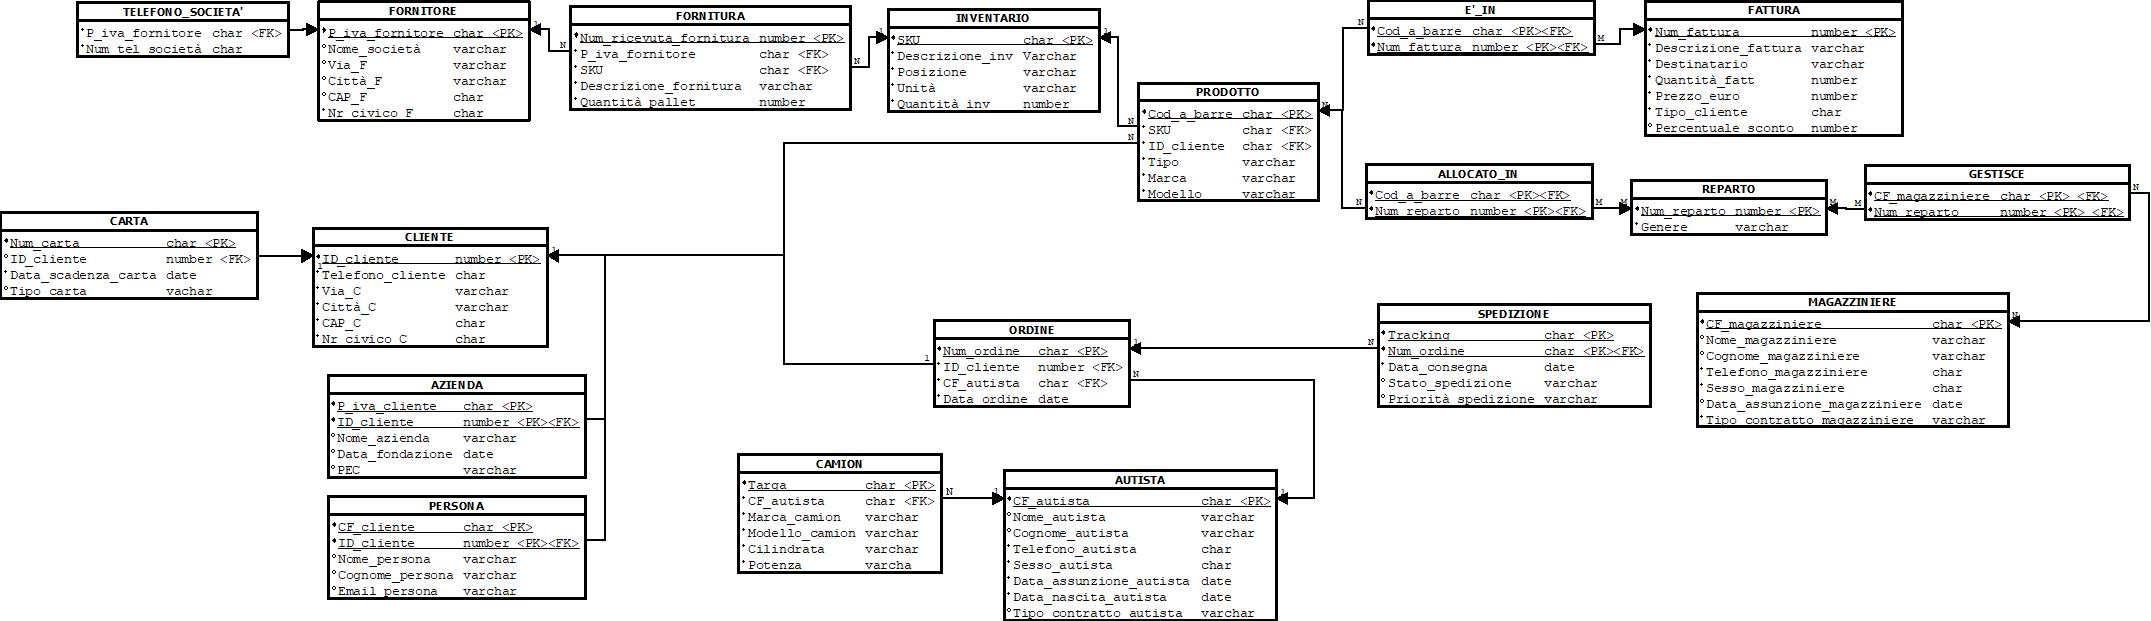 TELEFONO_SOCIETA'
P_iva_fornitore char <FK>
Num_tel_società char
FORNITORE
P_iva_fornitore char <PK>
Nome_società varchar
Via_F varchar
Città_F varchar
CAP_F char
Nr_civico_F char
1
N
FORNITURA
Num_ricevuta_fornitura number <PK>
P_iva_fornitore char <FK>
SKU char <FK>
Descrizione_fornitura varchar
Quantità_pallet number
N
1
INVENTARIO
SKU char <PK>
Descrizione_inv Varchar
Posizione varchar
Unità varchar
Quantità_inv number
1
N
N
PRODOTTO
Cod_a_barre char <PK>
SKU char <FK>
ID_cliente char <FK>
Tipo varchar
Marca varchar
Modello varchar
N
N
E'_IN
Cod_a_barre char <PK><FK>
Num_fattura number <PK><FK>
M
FATTURA
Num_fattura number <PK>
Descrizione_fattura varchar
Destinatario varchar
Quantità_fatt number
Prezzo_euro number
Tipo_cliente char
Percentuale_sconto number
N
ALLOCATO_IN
Cod_a_barre char <PK><FK>
Num_reparto number <PK><FK>
M
M
REPARTO
Num_reparto number <PK>
Genere varchar
M
M
GESTISCE
CF_magazziniere char <PK> <FK>
Num_reparto number <PK> <FK>
N
CARTA
Num_carta char <PK>
ID_cliente number <FK>
Data_scadenza_carta date
Tipo_carta vachar
CLIENTE
ID_cliente number <PK>
Telefono_cliente char
Via_C varchar
Città_C varchar
CAP_C char
Nr_civico_C char
1
1
AZIENDA
P_iva_cliente char <PK>
ID_cliente number <PK><FK>
Nome_azienda varchar
Data_fondazione date
PEC varchar
PERSONA
CF_cliente char <PK>
ID_cliente number <PK><FK>
Nome_persona varchar
Cognome_persona varchar
Email_persona varchar
1
ORDINE
Num_ordine char <PK>
ID_cliente number <FK>
CF_autista char <FK>
Data_ordine date
1
N
N
SPEDIZIONE
Tracking char <PK>
Num_ordine char <PK><FK>
Data_consegna date
Stato_spedizione varchar
Priorità_spedizione varchar
MAGAZZINIERE
CF_magazziniere char <PK>
Nome_magazziniere varchar
Cognome_magazziniere varchar
Telefono_magazziniere char
Sesso_magazziniere char
Data_assunzione_magazziniere date
Tipo_contratto_magazziniere varchar
N
CAMION
Targa char <PK>
CF_autista char <FK>
Marca_camion varchar
Modello_camion varchar
Cilindrata varchar
Potenza varcha
N
1
AUTISTA
CF_autista char <PK>
Nome_autista varchar
Cognome_autista varchar
Telefono_autista char
Sesso_autista char
Data_assunzione_autista date
Data_nascita_autista date
Tipo_contratto_autista varchar
1